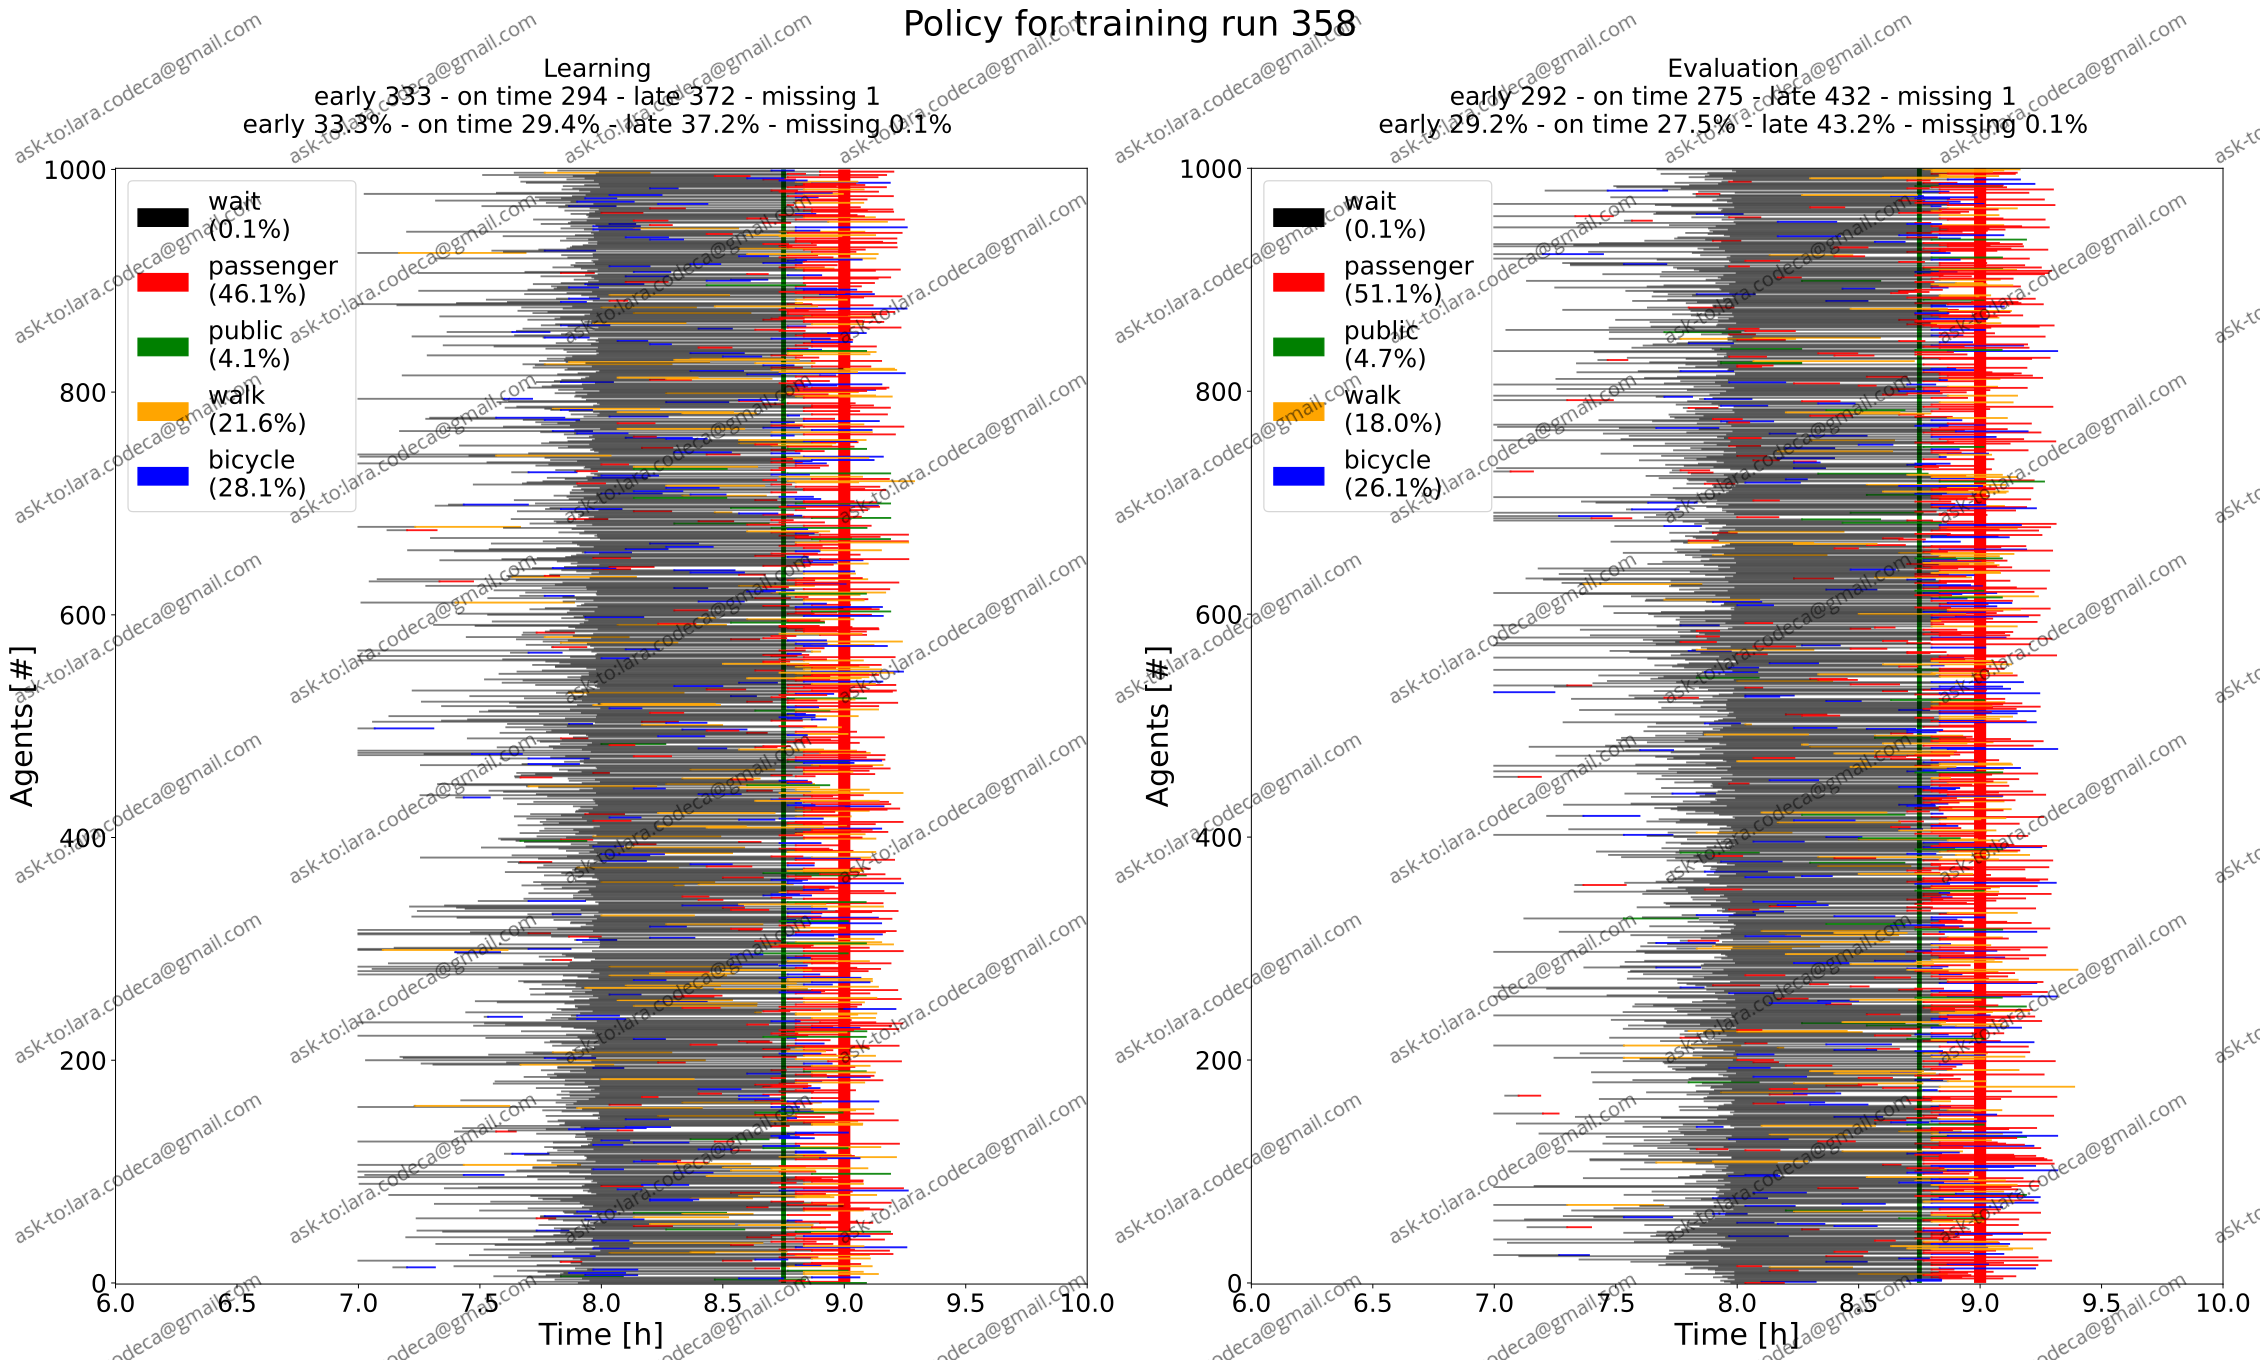 Policy for training run 358
Learning
early 333 - on time 294 - late 372 - missing 1
early 33.3% - on time 29.4% - late 37.2% - missing 0.1%
1000
800
600
400
200
0
Agents [#]
wait
(0.1%)
passenger
(46.1%)
public
(4.1%)
walk
(21.6%)
bicycle
(28.1%)
6.0 6.5 7.0 7.5 8.0 8.5 9.0 9.5 10.0
Time [h]
Evaluation
early 292 - on time 275 - late 432 - missing 1
early 29.2% - on time 27.5% - late 43.2% - missing 0.1%
1000
800
600
400
200
0
Agents [#]
wait
(0.1%)
passenger
(51.1%)
public
(4.7%)
walk
(18.0%)
bicycle
(26.1%)
6.0 6.5 7.0 7.5 8.0 8.5 9.0 9.5 10.0
Time [h]
ask-to:lara.codeca@gmail.com